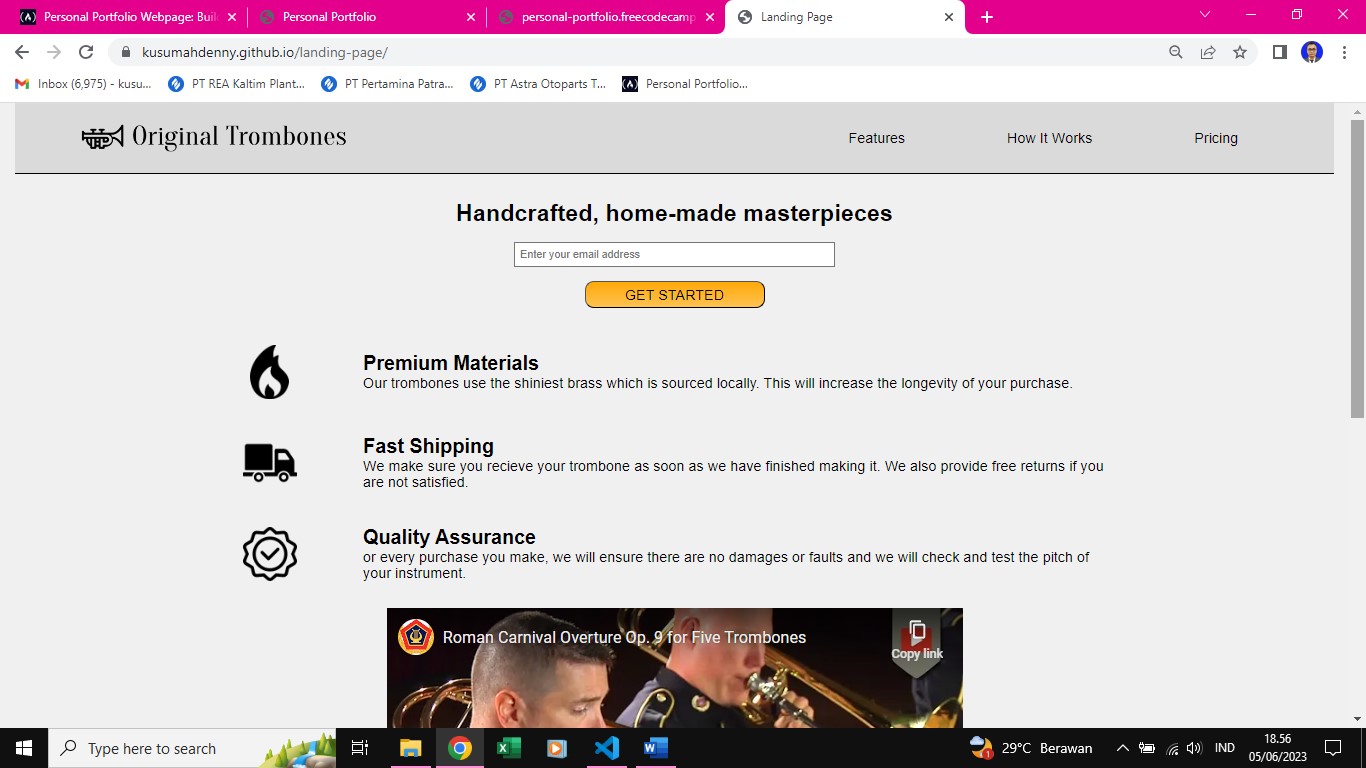 Personal Portfolio Webpage: Buil
Personal Portfolio
personal-portfolio.freecodecamp
Landing Page
kusumahdenny.github.io/landing-page/
Inbox (6,975) - kusu...
PT REA Kaltim Plant...
PT Pertamina Patra...
PT Astra Otoparts T...
Personal Portfolio...
Original Trombones
Features
How It Works
Pricing
Handcrafted, home-made masterpieces
Enter your email address
GET STARTED
Premium Materials
Our trombones use the shiniest brass which is sourced locally. This will increase the longevity of your purchase.
Fast Shipping
We make sure you recieve your trombone as soon as we have finished making it. We also provide free returns if you
are not satisfied.
Quality Assurance
or every purchase you make, we will ensure there are no damages or faults and we will check and test the pitch of
your instrument.
Roman Carnival Overture Op. 9 for Five Trombones
Copy link
Type here to search
1
29°C Berawan
IND
18.56
05/06/2023